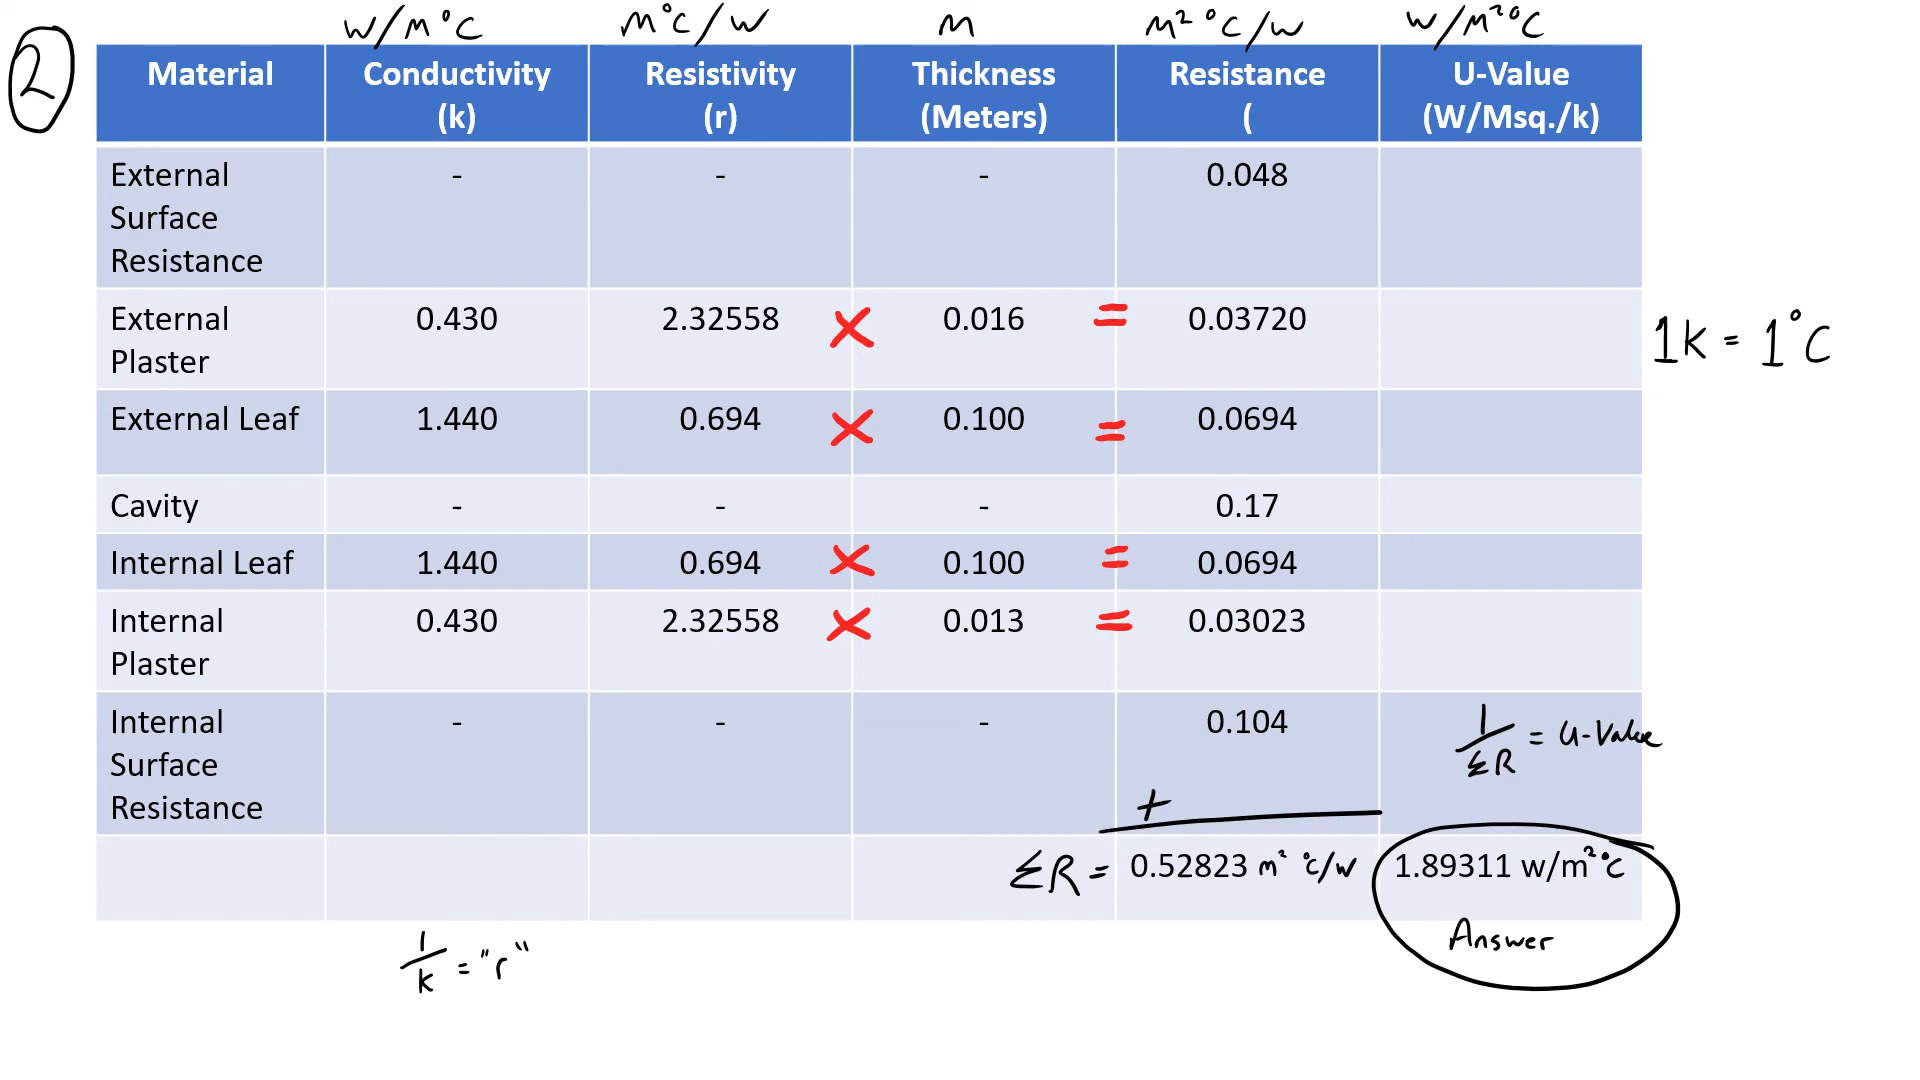 2
w/m°C m°c/w m m² °C/w w/m²°C
Material Conductivity (k) Resistivity (r) Thickness (Meters) Resistance ( U-Value (W/Msq./k)
External Surface Resistance - - - 0.048
External Plaster 0.430 2.32558 × 0.016 = 0.03720
1k = 1°C
External Leaf 1.440 0.694 × 0.100 = 0.0694
Cavity - - - 0.17
Internal Leaf 1.440 0.694 × 0.100 = 0.0694
Internal Plaster 0.430 2.32558 × 0.013 = 0.03023
Internal Surface Resistance - - - 0.104
1/ΣR = U-Value
+
ΣR = 0.52823 m² °c/w 1.89311 w/m²°C
Answer
1/k = "r"